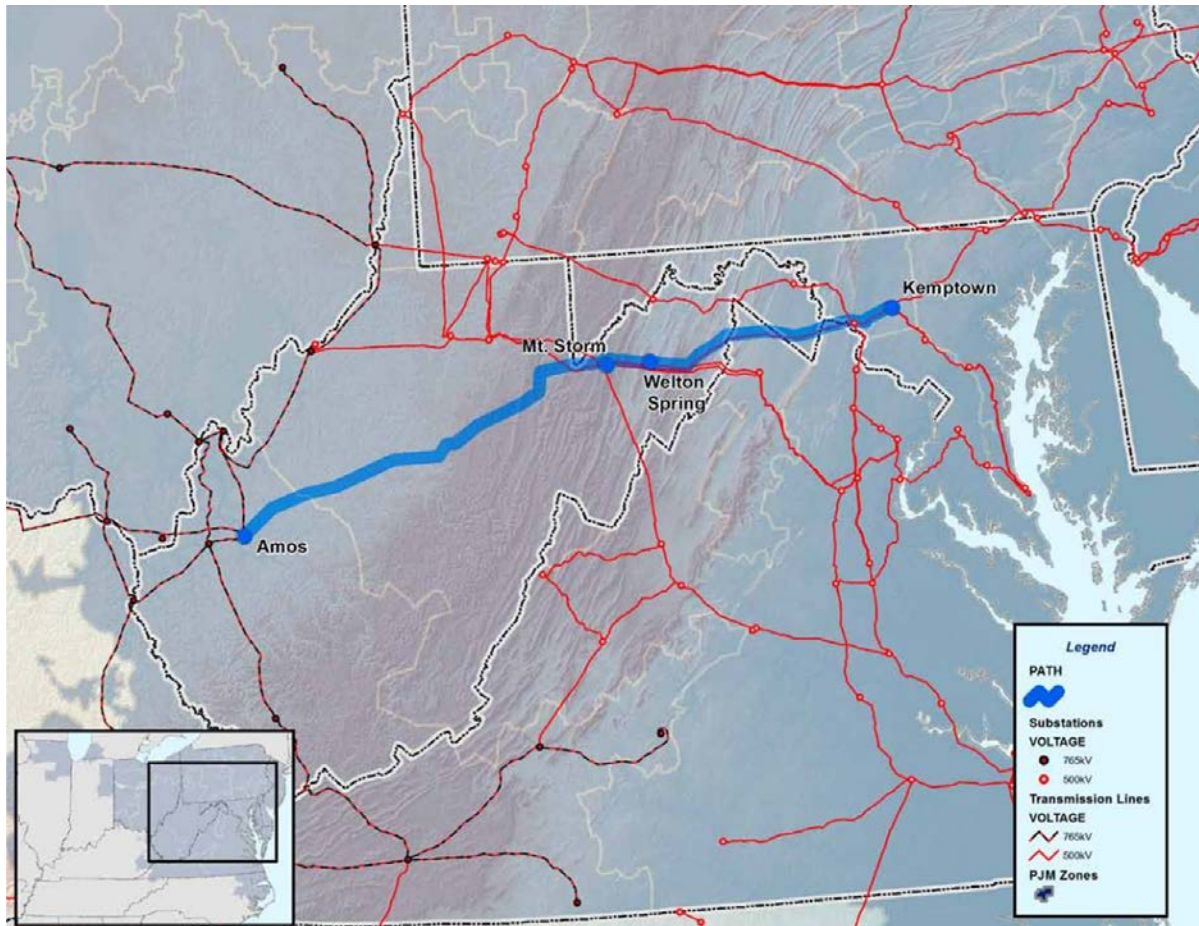 Kemptown
Mt. Storm
Welton
Spring
Amos
Legend
PATH
Substations
VOLTAGE
765kV
500kV
Transmission Lines
VOLTAGE
765kV
500kV
PJM Zones